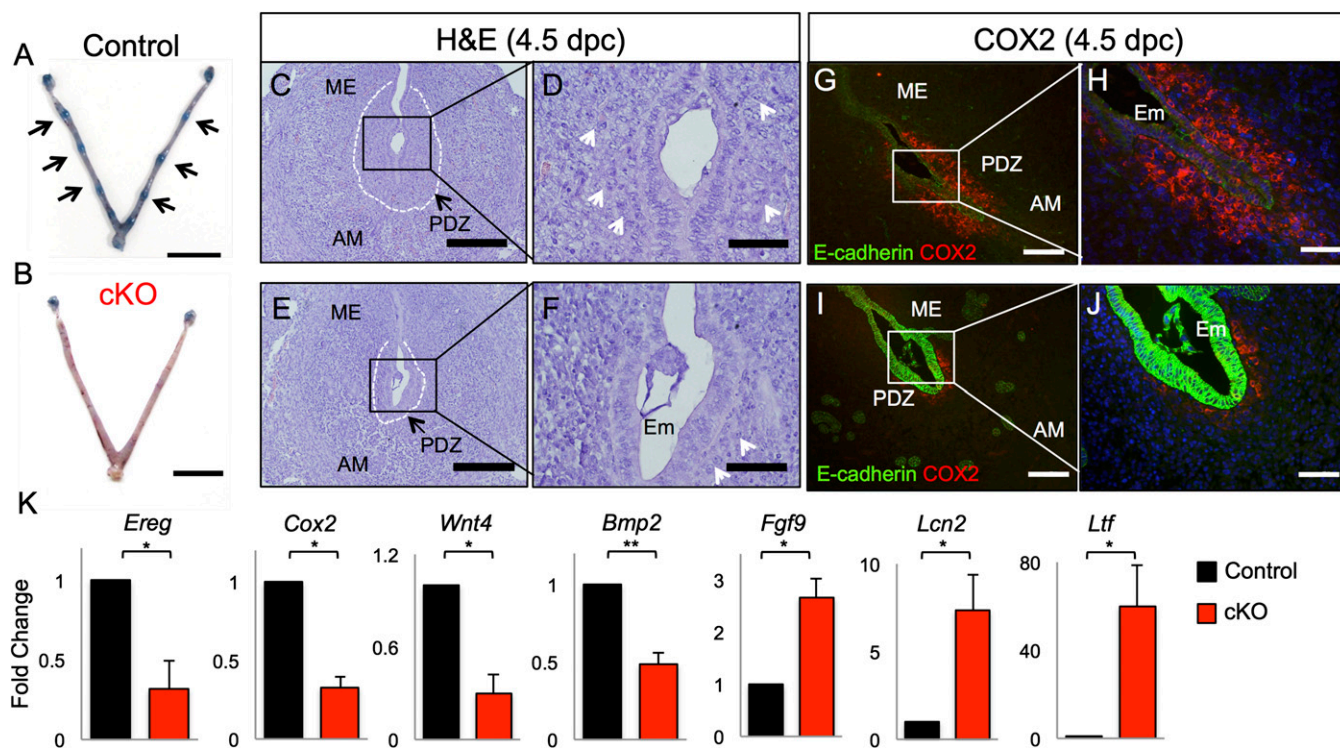 H&E (4.5 dpc)
COX2 (4.5 dpc)
A
Control
C
ME
PDZ
AM
D
G
ME
PDZ
AM
E-cadherin COX2
H
Em
B
cKO
E
ME
PDZ
AM
F
Em
I
ME
PDZ
AM
E-cadherin COX2
J
Em
K
Fold Change
Ereg
*
1
0.5
0
Cox2
*
1
0.5
0
Wnt4
*
1.2
0.6
0
Bmp2
**
1
0.5
0
Fgf9
*
3
2
1
0
Lcn2
*
10
5
0
Ltf
*
80
40
0
Control
cKO